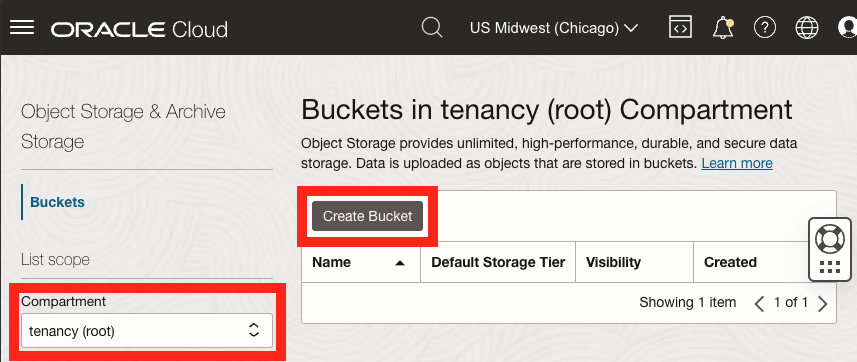 ORACLE Cloud
US Midwest (Chicago)
Object Storage & Archive
Storage
Buckets
List scope
Compartment
tenancy (root)
Buckets in tenancy (root) Compartment
Object Storage provides unlimited, high-performance, durable, and secure data
storage. Data is uploaded as objects that are stored in buckets. Learn more
Create Bucket
Name Default Storage Tier Visibility Created
Showing 1 item 1 of 1